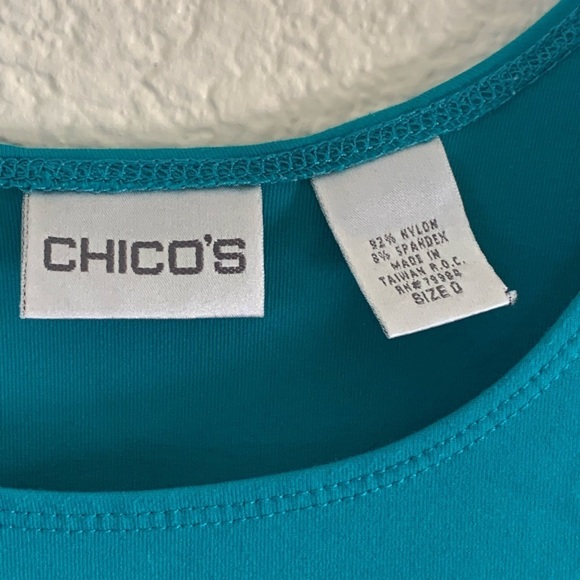 CHICO'S
92% NYLON
8% SPANDEX
MADE IN
TAIWAN R.O.C.
RN# 79984
SIZE 0